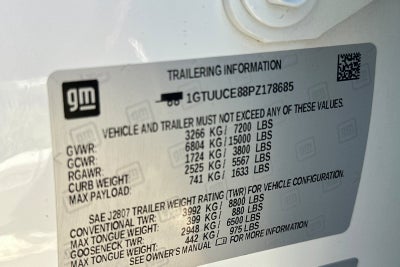 gm
TRAILERING INFORMATION
1GTUUCE88PZ178685
VEHICLE AND TRAILER MUST NOT EXCEED ANY OF THESE VALUES.
GVWR: 3266 KG/ 7200 LBS
GCWR: 6804 KG/ 15000 LBS
RGAWR: 1724 KG/ 3800 LBS
CURB WEIGHT: 2525 KG/ 5567 LBS
MAX PAYLOAD: 741 KG/ 1633 LBS
SAE J2807 TRAILER WEIGHT RATING (TWR) FOR VEHICLE CONFIGURATION.
CONVENTIONAL TWR: 3992 KG/ 8800 LBS
MAX TONGUE WEIGHT: 399 KG/ 880 LBS
GOOSENECK TWR: 2948 KG/ 6500 LBS
MAX TONGUE WEIGHT: 442 KG/ 975 LBS
SEE OWNER'S MANUAL FOR MORE INFORMATION